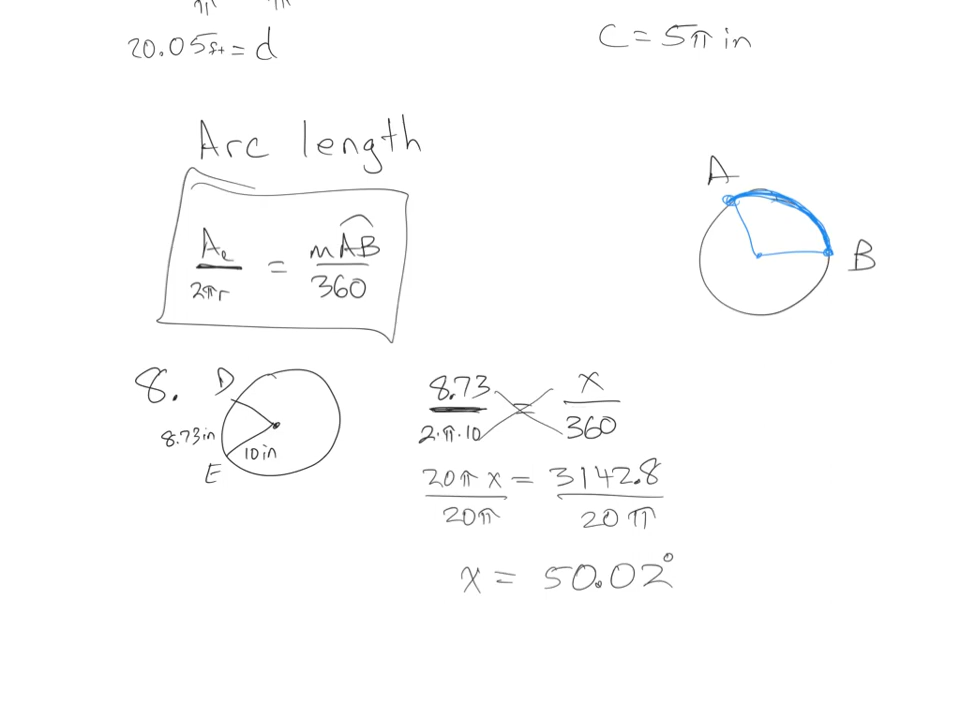 π π
20.05ft = d
C = 5π in
Arc length
Aℓ/2πr = mAB/360
A
B
8. D
8.73in
10in
E
8.73/2·π·10 = x/360
20πx/20π = 3142.8/20π
x = 50.02°